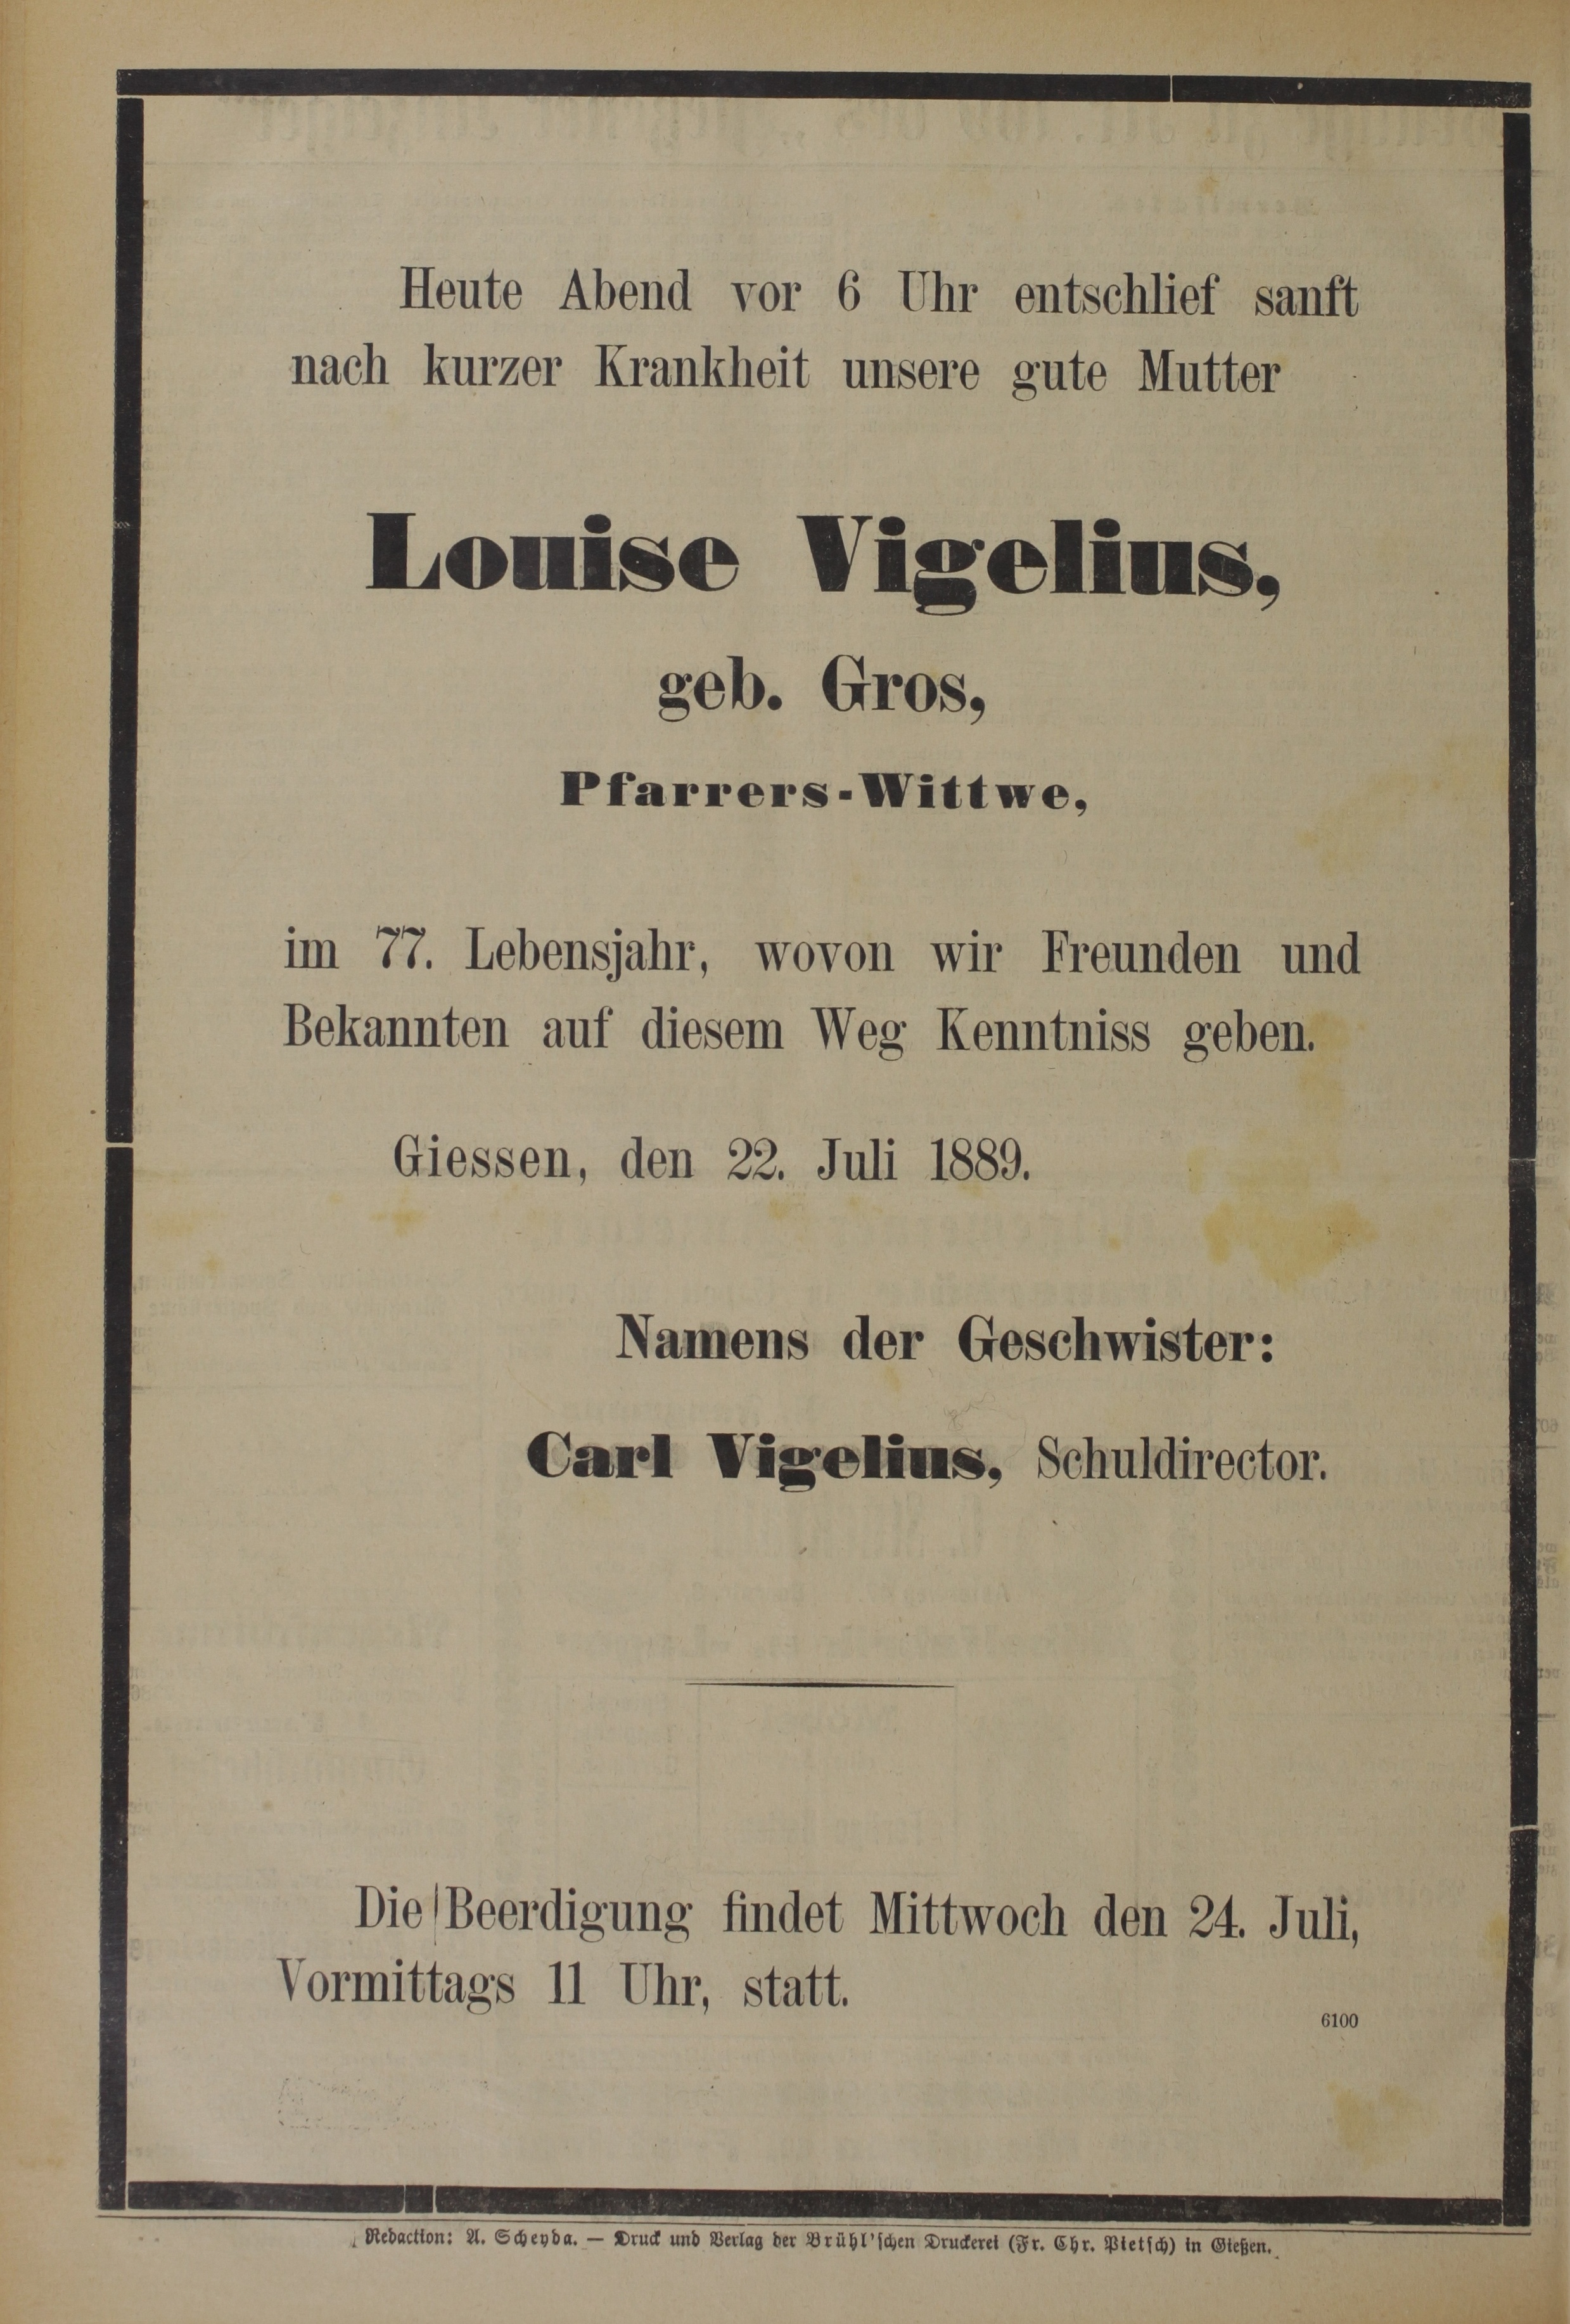 Heute Abend vor 6 Uhr entschlief sanft
nach kurzer Krankheit unsere gute Mutter
Louise Vigelius,
geb. Gros,
Pfarrers-Wittwe,
im 77. Lebensjahr, wovon wir Freunden und
Bekannten auf diesem Weg Kenntniss geben.
Giessen, den 22. Juli 1889.
Namens der Geschwister:
Carl Vigelius, Schuldirector.
Die Beerdigung findet Mittwoch den 24. Juli,
Vormittags 11 Uhr, statt.
6100
Redaction: A. Scheyda. — Druck und Verlag der Brühl'schen Druckerei (Fr. Chr. Pietsch) in Gießen.